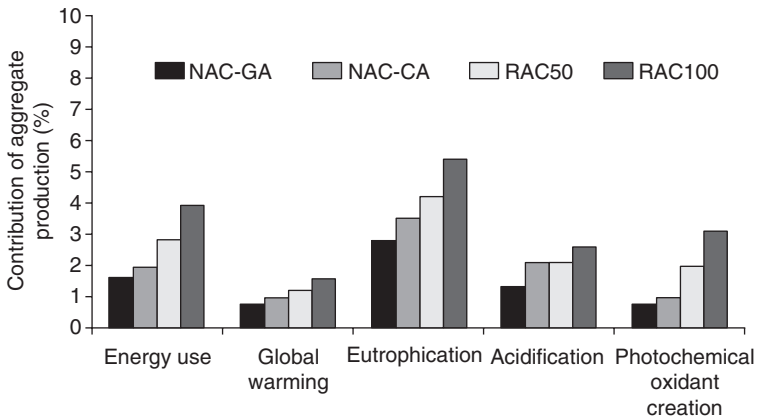 Contribution of aggregate
production (%)
10
9
8
7
6
5
4
3
2
1
0
NAC-GA
NAC-CA
RAC50
RAC100
Energy use
Global
warming
Eutrophication
Acidification
Photochemical
oxidant
creation